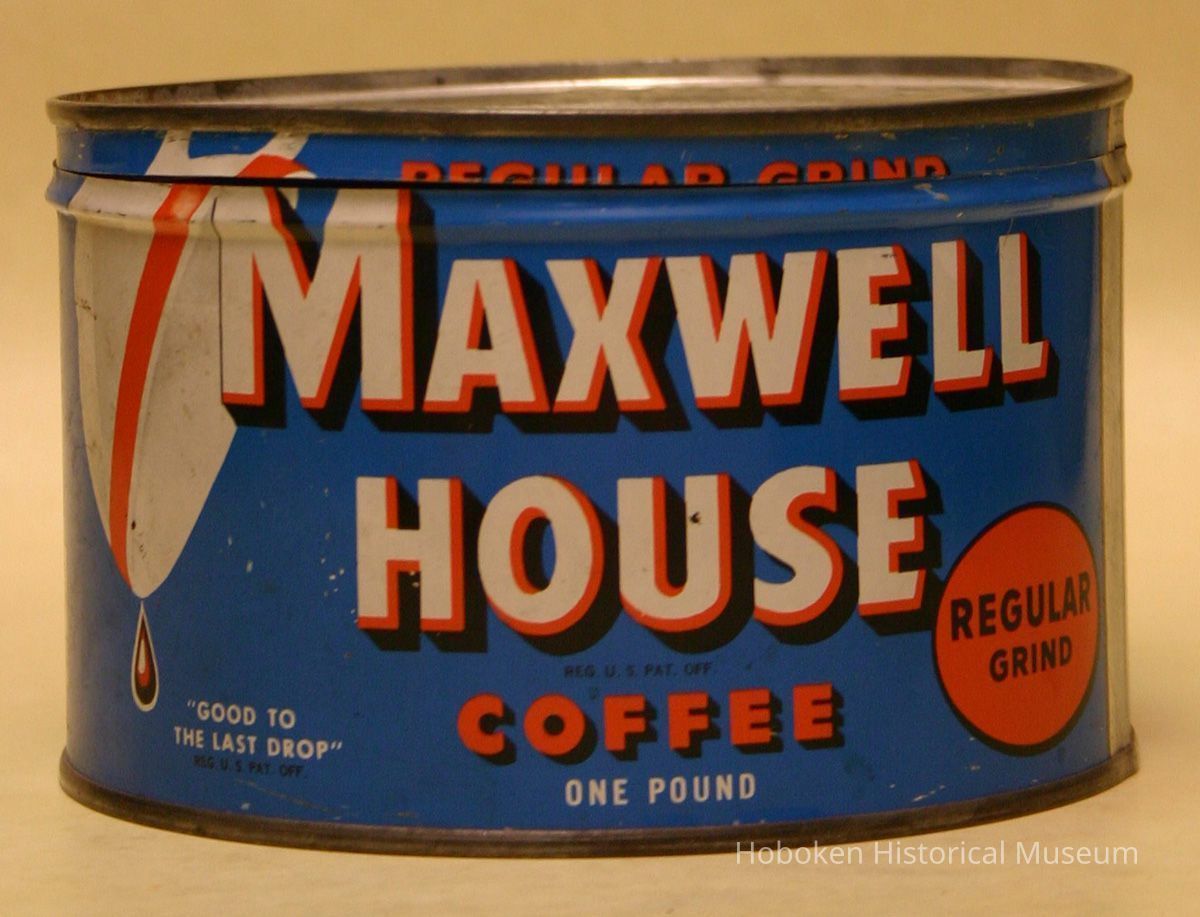 REGULAR GRIND
MAXWELL
HOUSE
REG. U. S. PAT. OFF.
COFFEE
ONE POUND
REGULAR
GRIND
"GOOD TO
THE LAST DROP"
REG. U. S. PAT. OFF.
Hoboken Historical Museum